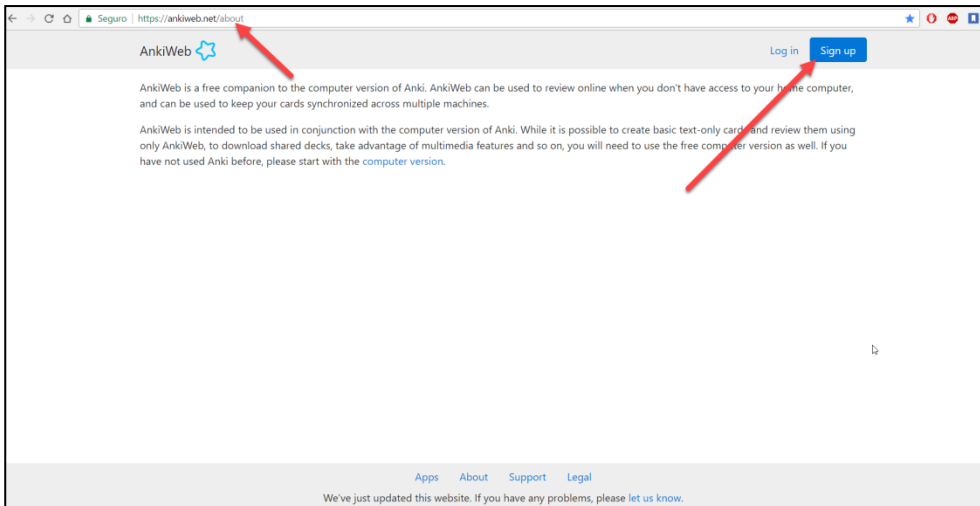 Seguro https://ankiweb.net/about
AnkiWeb Log in Sign up
AnkiWeb is a free companion to the computer version of Anki. AnkiWeb can be used to review online when you don't have access to your home computer,
and can be used to keep your cards synchronized across multiple machines.
AnkiWeb is intended to be used in conjunction with the computer version of Anki. While it is possible to create basic text-only cards and review them using
only AnkiWeb, to download shared decks, take advantage of multimedia features and so on, you will need to use the free computer version as well. If you
have not used Anki before, please start with the computer version.
Apps About Support Legal
We've just updated this website. If you have any problems, please let us know.